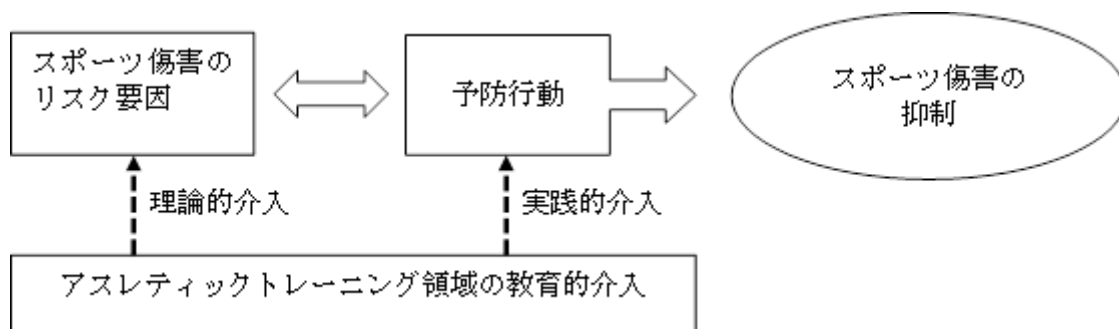 スポーツ傷害の
リスク要因
予防行動
スポーツ傷害の
抑制
理論的介入
実践的介入
アスレティックトレーニング領域の教育的介入